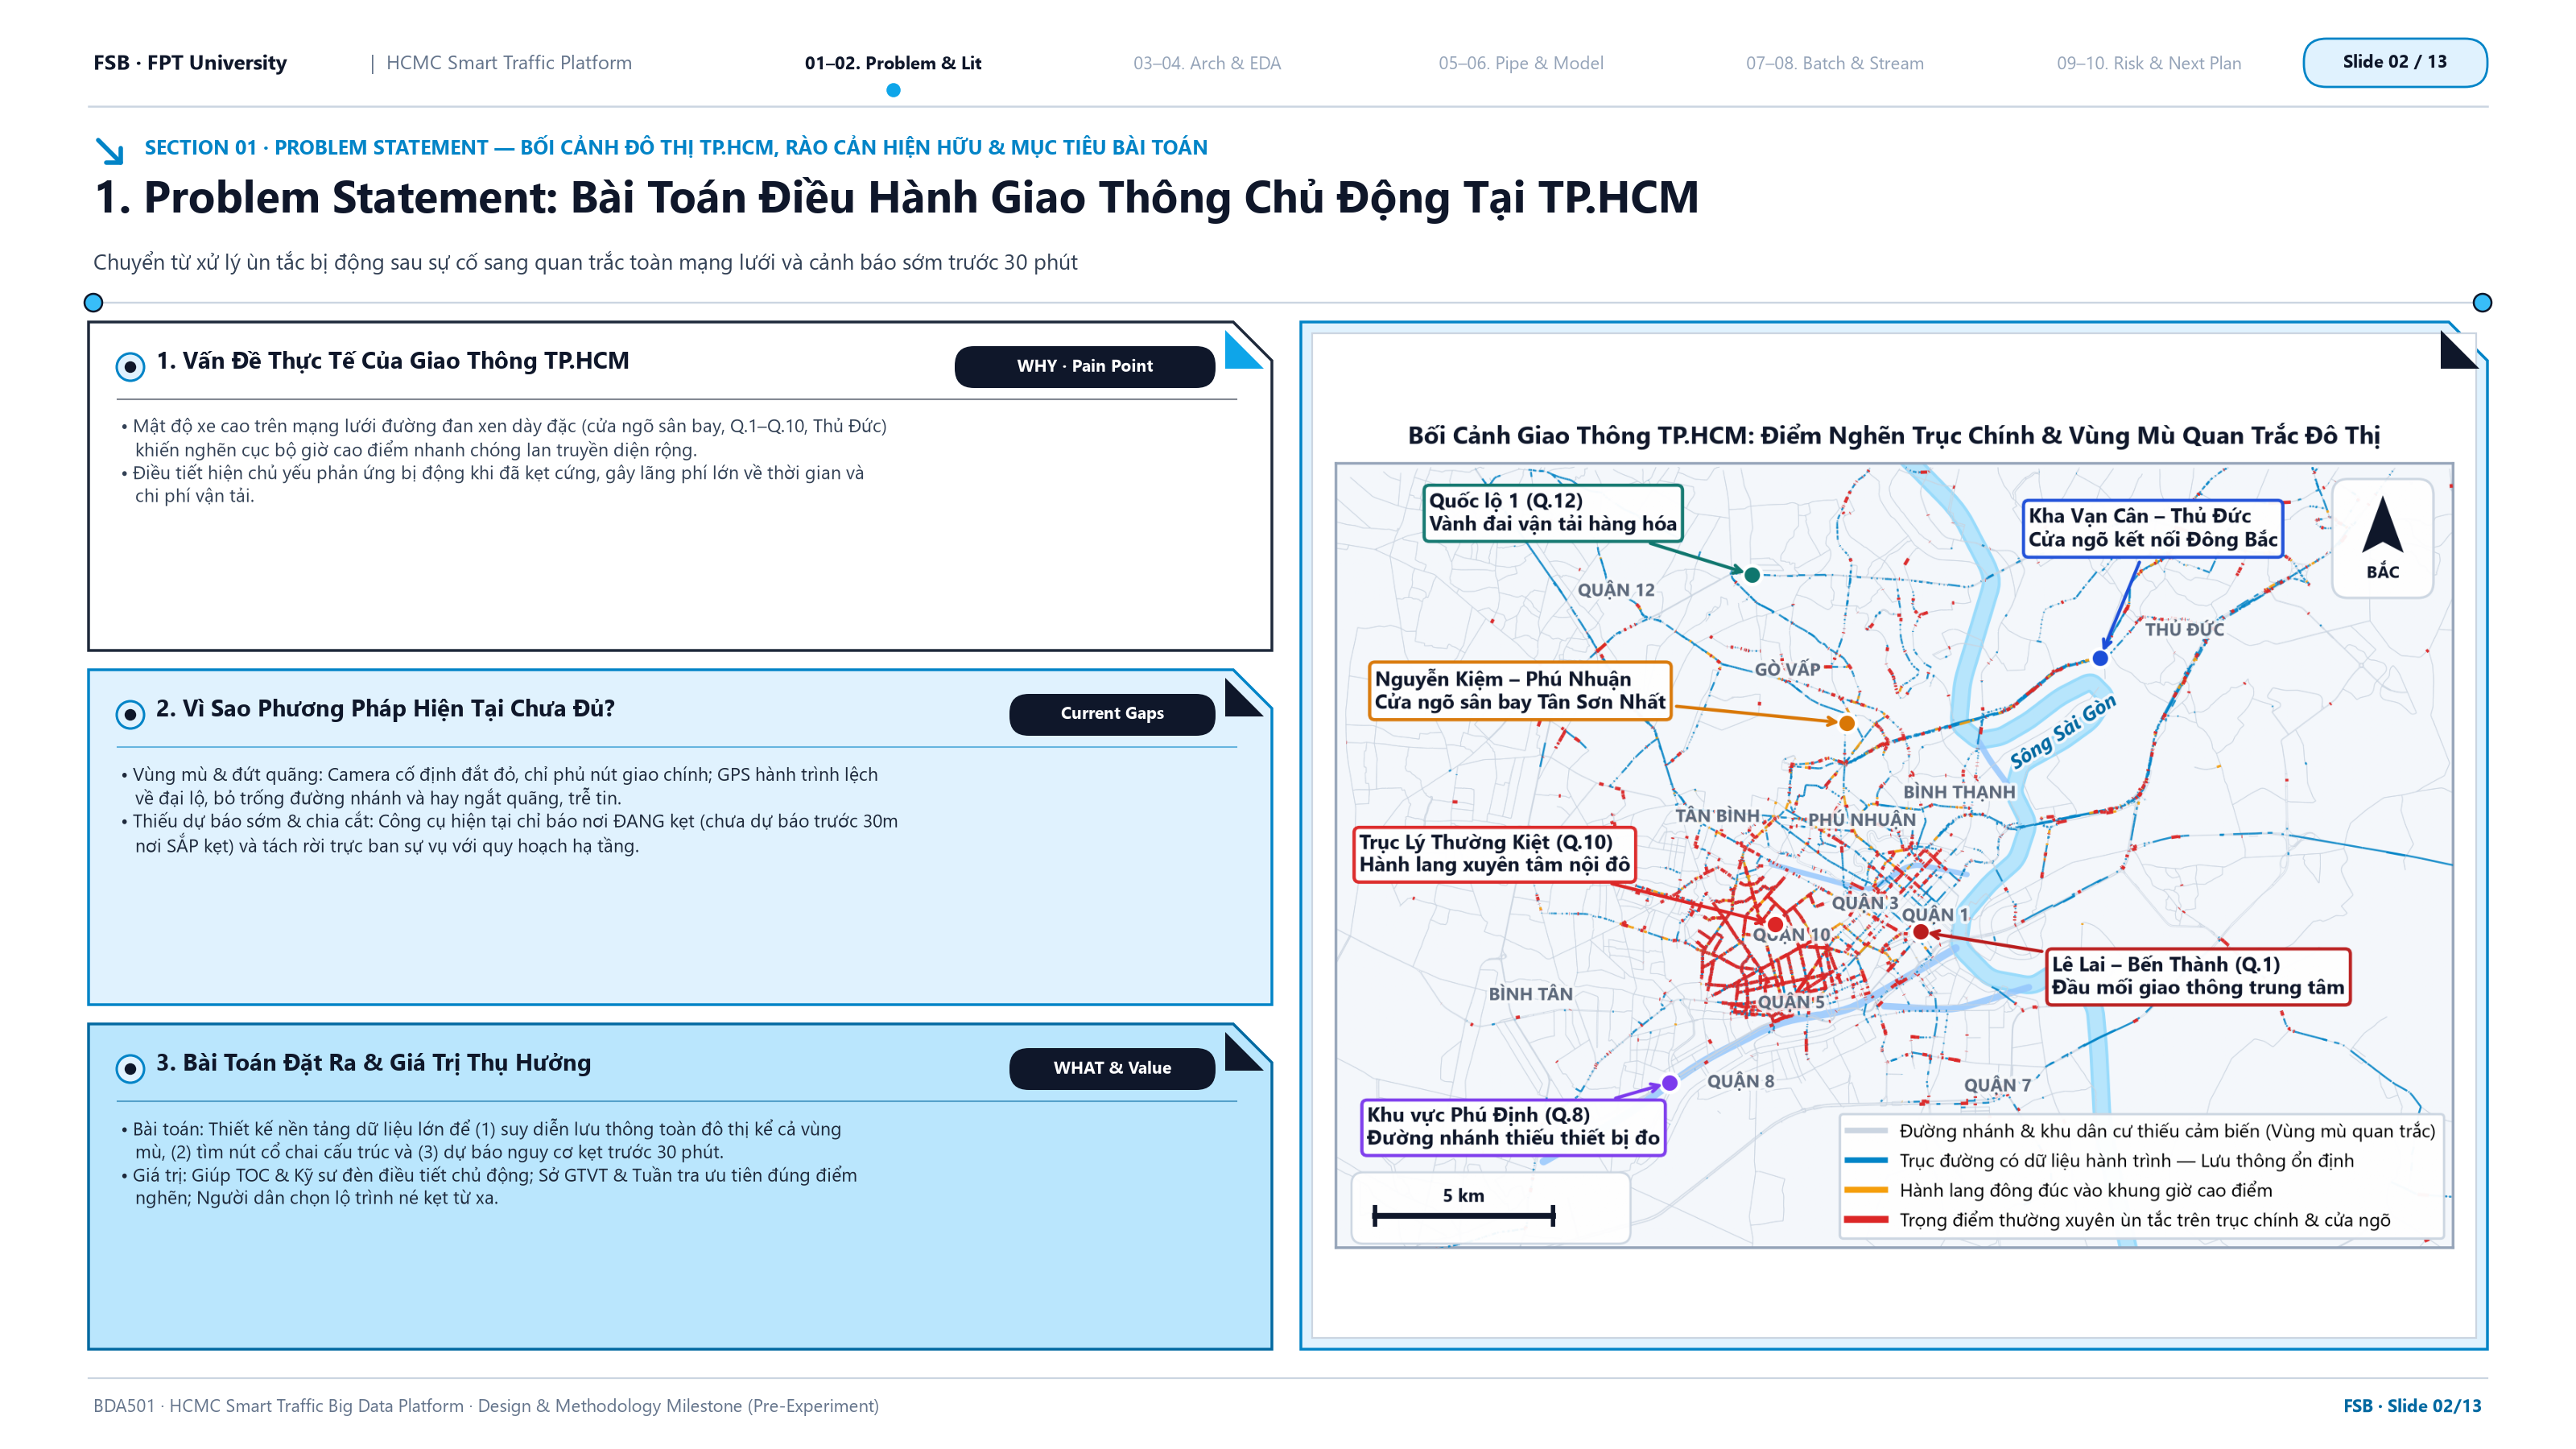 FSB · FPT University
| HCMC Smart Traffic Platform
01–02. Problem & Lit
03–04. Arch & EDA
05–06. Pipe & Model
07–08. Batch & Stream
09–10. Risk & Next Plan
Slide 02 / 13
SECTION 01 · PROBLEM STATEMENT — BỐI CẢNH ĐÔ THỊ TP.HCM, RÀO CẢN HIỆN HỮU & MỤC TIÊU BÀI TOÁN
1. Problem Statement: Bài Toán Điều Hành Giao Thông Chủ Động Tại TP.HCM
Chuyển từ xử lý ùn tắc bị động sau sự cố sang quan trắc toàn mạng lưới và cảnh báo sớm trước 30 phút
1. Vấn Đề Thực Tế Của Giao Thông TP.HCM
WHY · Pain Point
• Mật độ xe cao trên mạng lưới đường đan xen dày đặc (cửa ngõ sân bay, Q.1–Q.10, Thủ Đức)
khiến nghẽn cục bộ giờ cao điểm nhanh chóng lan truyền diện rộng.
• Điều tiết hiện chủ yếu phản ứng bị động khi đã kẹt cứng, gây lãng phí lớn về thời gian và
chi phí vận tải.
2. Vì Sao Phương Pháp Hiện Tại Chưa Đủ?
Current Gaps
• Vùng mù & đứt quãng: Camera cố định đắt đỏ, chỉ phủ nút giao chính; GPS hành trình lệch
về đại lộ, bỏ trống đường nhánh và hay ngắt quãng, trễ tin.
• Thiếu dự báo sớm & chia cắt: Công cụ hiện tại chỉ báo nơi ĐANG kẹt (chưa dự báo trước 30m
nơi SẮP kẹt) và tách rời trực ban sự vụ với quy hoạch hạ tầng.
3. Bài Toán Đặt Ra & Giá Trị Thụ Hưởng
WHAT & Value
• Bài toán: Thiết kế nền tảng dữ liệu lớn để (1) suy diễn lưu thông toàn đô thị kể cả vùng
mù, (2) tìm nút cổ chai cấu trúc và (3) dự báo nguy cơ kẹt trước 30 phút.
• Giá trị: Giúp TOC & Kỹ sư đèn điều tiết chủ động; Sở GTVT & Tuần tra ưu tiên đúng điểm
nghẽn; Người dân chọn lộ trình né kẹt từ xa.
Bối Cảnh Giao Thông TP.HCM: Điểm Nghẽn Trục Chính & Vùng Mù Quan Trắc Đô Thị
Quốc lộ 1 (Q.12)
Vành đai vận tải hàng hóa
Kha Vạn Cân – Thủ Đức
Cửa ngõ kết nối Đông Bắc
BẮC
QUẬN 12
THỦ ĐỨC
GÒ VẤP
Nguyễn Kiệm – Phú Nhuận
Cửa ngõ sân bay Tân Sơn Nhất
Sông Sài Gòn
BÌNH THẠNH
TÂN BÌNH
PHÚ NHUẬN
Trục Lý Thường Kiệt (Q.10)
Hành lang xuyên tâm nội đô
QUẬN 3
QUẬN 1
QUẬN 10
Lê Lai – Bến Thành (Q.1)
Đầu mối giao thông trung tâm
BÌNH TÂN
QUẬN 5
QUẬN 8
QUẬN 7
Khu vực Phú Định (Q.8)
Đường nhánh thiếu thiết bị đo
5 km
Đường nhánh & khu dân cư thiếu cảm biến (Vùng mù quan trắc)
Trục đường có dữ liệu hành trình — Lưu thông ổn định
Hành lang đông đúc vào khung giờ cao điểm
Trọng điểm thường xuyên ùn tắc trên trục chính & cửa ngõ
BDA501 · HCMC Smart Traffic Big Data Platform · Design & Methodology Milestone (Pre-Experiment)
FSB · Slide 02/13